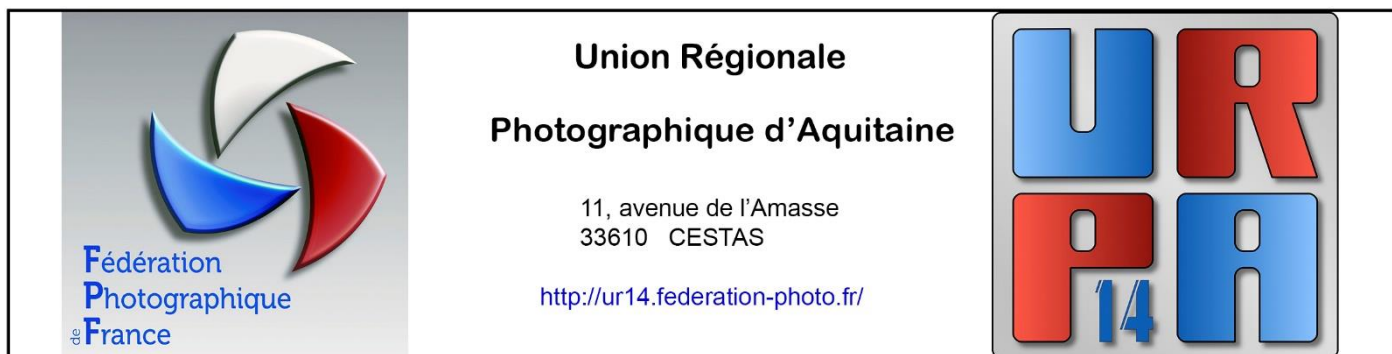 Fédération
Photographique
de France
Union Régionale
Photographique d’Aquitaine
11, avenue de l’Amasse
33610 CESTAS
http://ur14.federation-photo.fr/
UR
PA
14